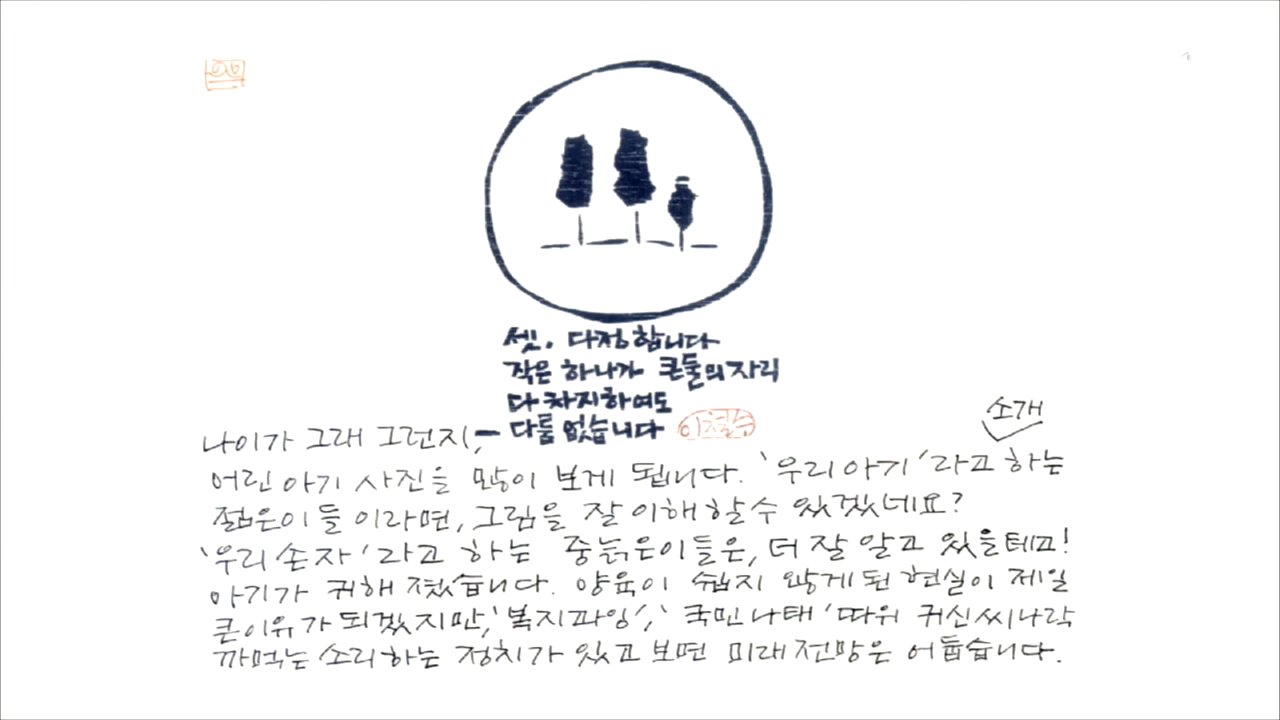 셋. 다정합니다
작은 하나가 큰둘의 자리
다 차지하여도
다툼 없습니다 이철수
나이가 그래 그런지,
소개
어린 아기 사진을 많이 보게 됩니다. '우리아기'라고 하는
젊은이들 이라면, 그림을 잘 이해할수 있겠네요?
'우리손자'라고 하는 중늙은이들은, 더 잘 알고 있을테고!
아기가 귀해 졌습니다. 양육이 쉽지 않게 된 현실이 제일
큰이유가 되겠지만, '복지과잉', '국민나태'따위 귀신씨나락
까먹는 소리하는 정치가 있고 보면 미래전망은 어둡습니다.